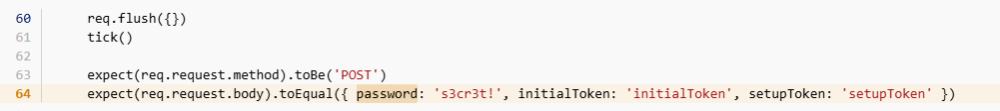 60 req.flush({})
61 tick()
62
63 expect(req.request.method).toBe('POST')
64 expect(req.request.body).toEqual({ password: 's3cr3t!', initialToken: 'initialToken', setupToken: 'setupToken' })